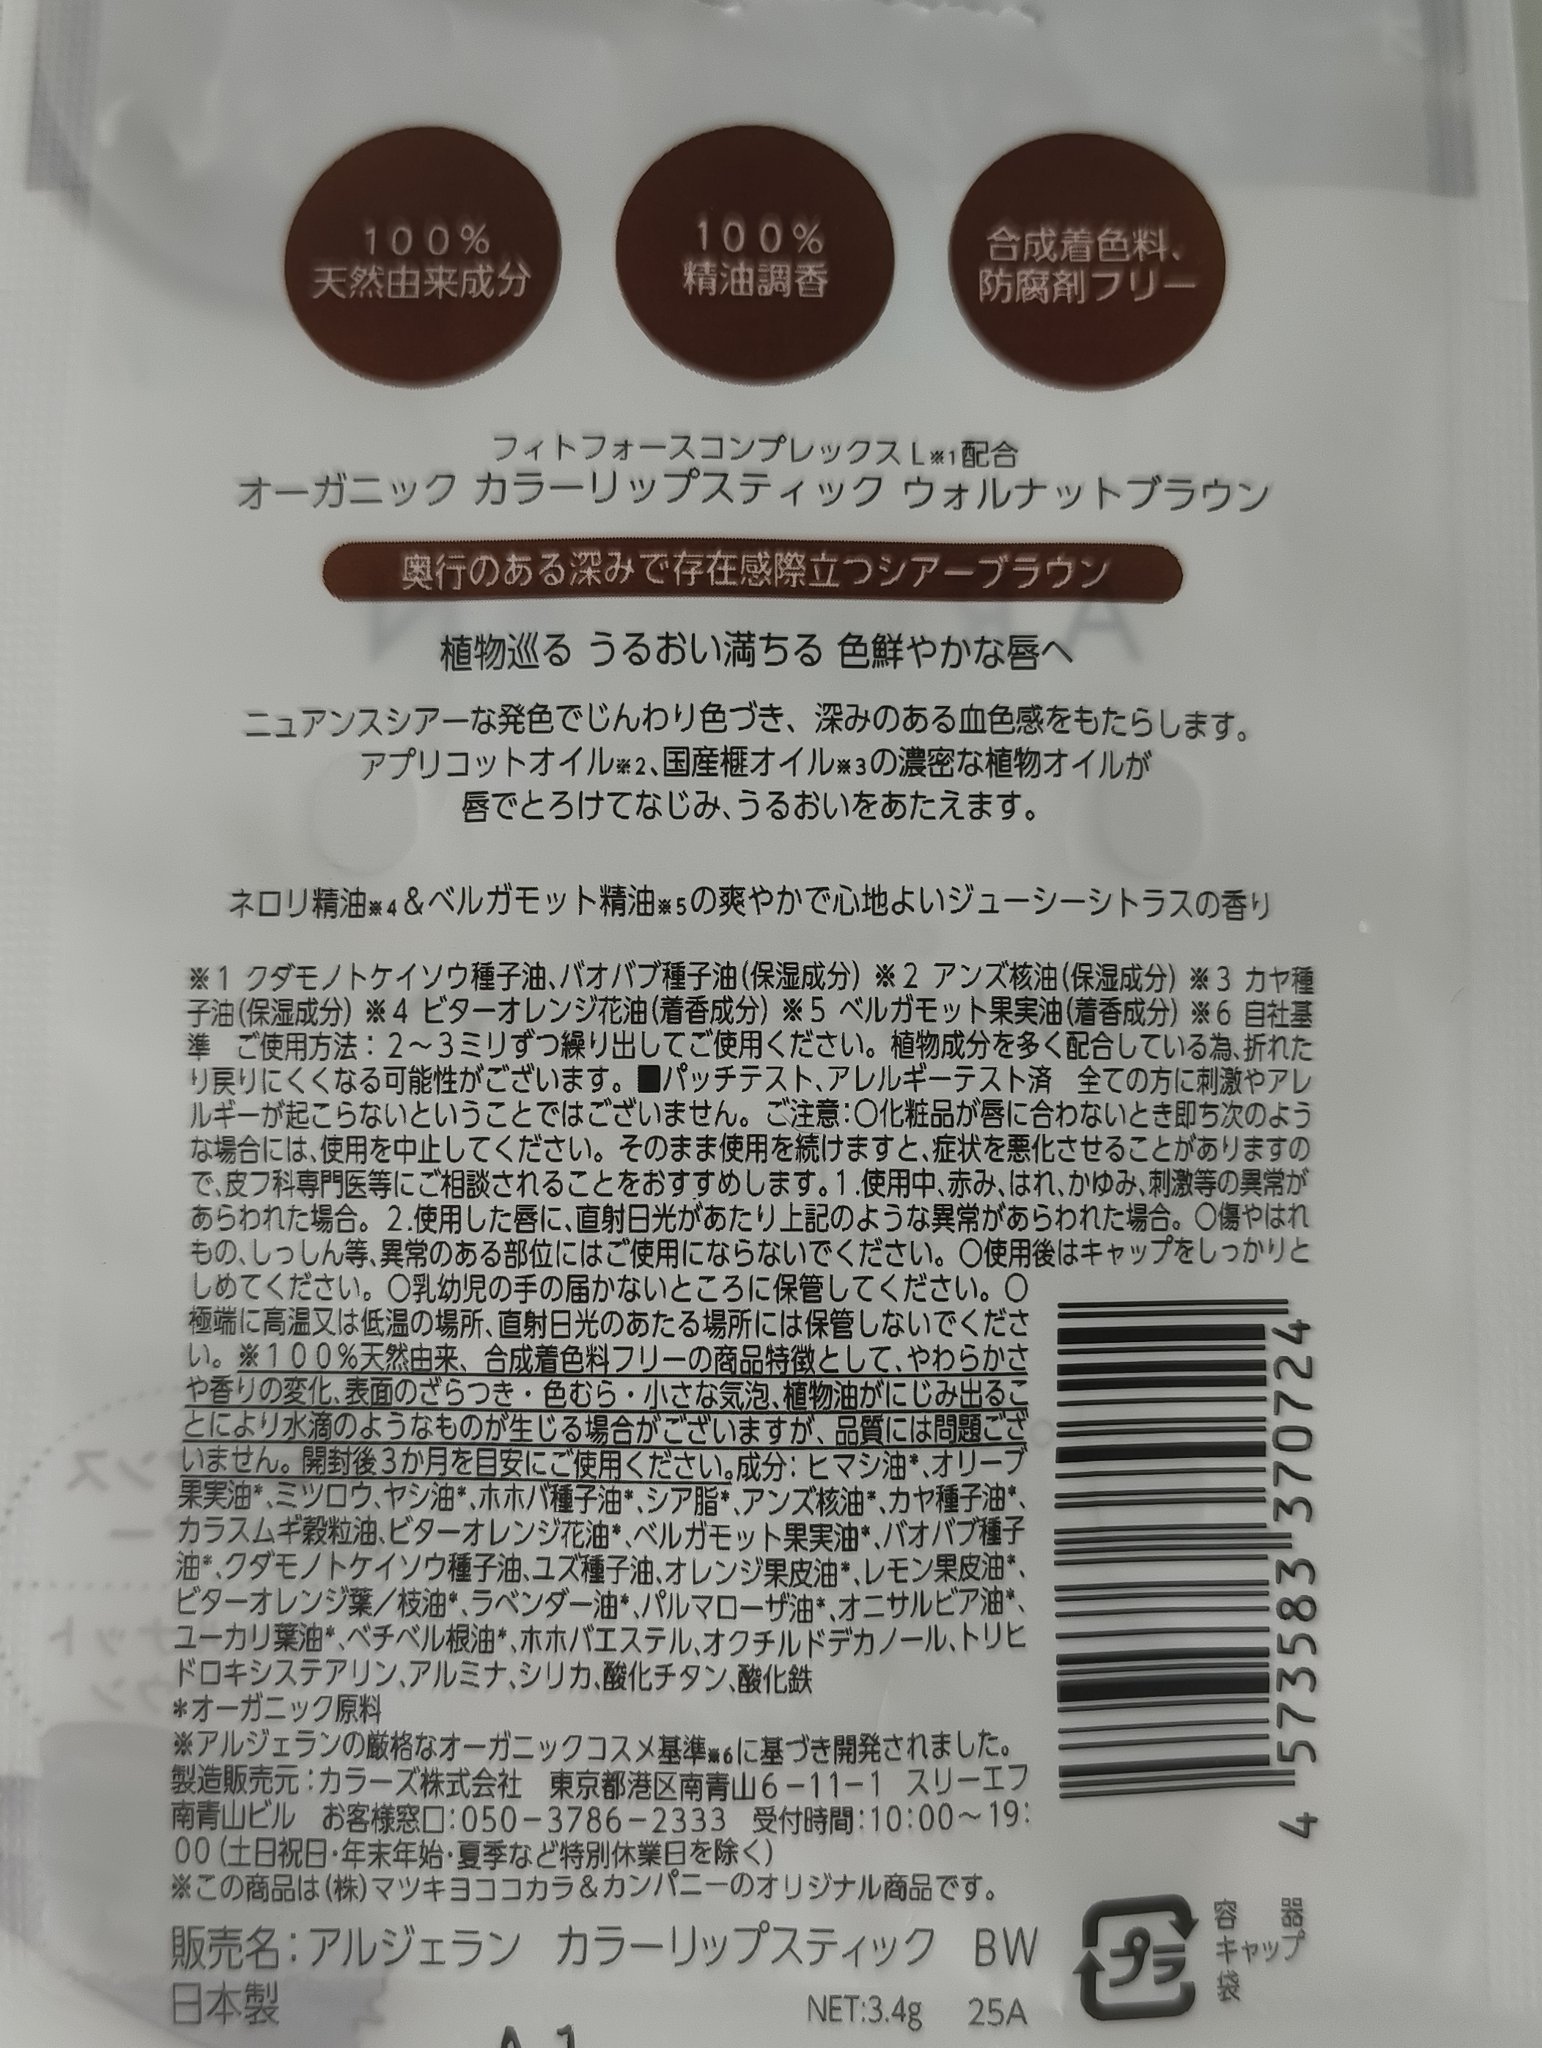 100%
天然由来成分
100%
精油調香
合成着色料、
防腐剤フリー
フィトフォースコンプレックスL※1配合
オーガニック カラーリップスティック ウォルナットブラウン
奥行のある深みで存在感際立つシアーブラウン
植物巡る うるおい満ちる 色鮮やかな唇へ
ニュアンスシアーな発色でじんわり色づき、深みのある血色感をもたらします。
アプリコットオイル※2、国産榧オイル※3の濃密な植物オイルが
唇でとろけてなじみ、うるおいをあたえます。
ネロリ精油※4&ベルガモット精油※5の爽やかで心地よいジューシーシトラスの香り
※1 クダモノトケイソウ種子油、バオバブ種子油(保湿成分) ※2 アンズ核油(保湿成分) ※3 カヤ種
子油(保湿成分) ※4 ビターオレンジ花油(着香成分) ※5 ベルガモット果実油(着香成分) ※6 自社基
準 ご使用方法：2～3ミリずつ繰り出してご使用ください。植物成分を多く配合している為、折れた
り戻りにくくなる可能性がございます。■パッチテスト、アレルギーテスト済 全ての方に刺激やアレ
ルギーが起こらないということではございません。ご注意：○化粧品が唇に合わないとき即ち次のよう
な場合には、使用を中止してください。そのまま使用を続けますと、症状を悪化させることがありますの
で、皮フ科専門医等にご相談されることをおすすめします。1.使用中、赤み、はれ、かゆみ、刺激等の異常が
あらわれた場合。2.使用した唇に、直射日光があたり上記のような異常があらわれた場合。○傷やはれ
もの、しっしん等、異常のある部位にはご使用にならないでください。○使用後はキャップをしっかりと
しめてください。○乳幼児の手の届かないところに保管してください。○
極端に高温又は低温の場所、直射日光のあたる場所には保管しないでくださ
い。※100%天然由来、合成着色料フリーの商品特徴として、やわらかさ
や香りの変化、表面のざらつき・色むら・小さな気泡、植物油がにじみ出るこ
とにより水滴のようなものが生じる場合がございますが、品質には問題ござ
いません。開封後3か月を目安にご使用ください。成分：ヒマシ油*、オリーブ
果実油*、ミツロウ、ヤシ油*、ホホバ種子油*、シア脂*、アンズ核油*、カヤ種子油*、
カラスムギ穀粒油、ビターオレンジ花油*、ベルガモット果実油*、バオバブ種子
油*、クダモノトケイソウ種子油、ユズ種子油、オレンジ果皮油*、レモン果皮油*、
ビターオレンジ葉／枝油*、ラベンダー油*、パルマローザ油*、オニサルビア油*、
ユーカリ葉油*、ベチベル根油*、ホホバエステル、オクチルドデカノール、トリヒ
ドロキシステアリン、アルミナ、シリカ、酸化チタン、酸化鉄
*オーガニック原料
※アルジェランの厳格なオーガニックコスメ基準※6に基づき開発されました。
製造販売元：カラーズ株式会社 東京都港区南青山6-11-1 スリーエフ
南青山ビル お客様窓口：050-3786-2333 受付時間：10：00～19：
00(土日祝日・年末年始・夏季など特別休業日を除く)
※この商品は(株)マツキヨココカラ&カンパニーのオリジナル商品です。
販売名：アルジェラン カラーリップスティック BW
日本製
NET:3.4g 25A
4 573583 370724
プラ
容器
キャップ
袋